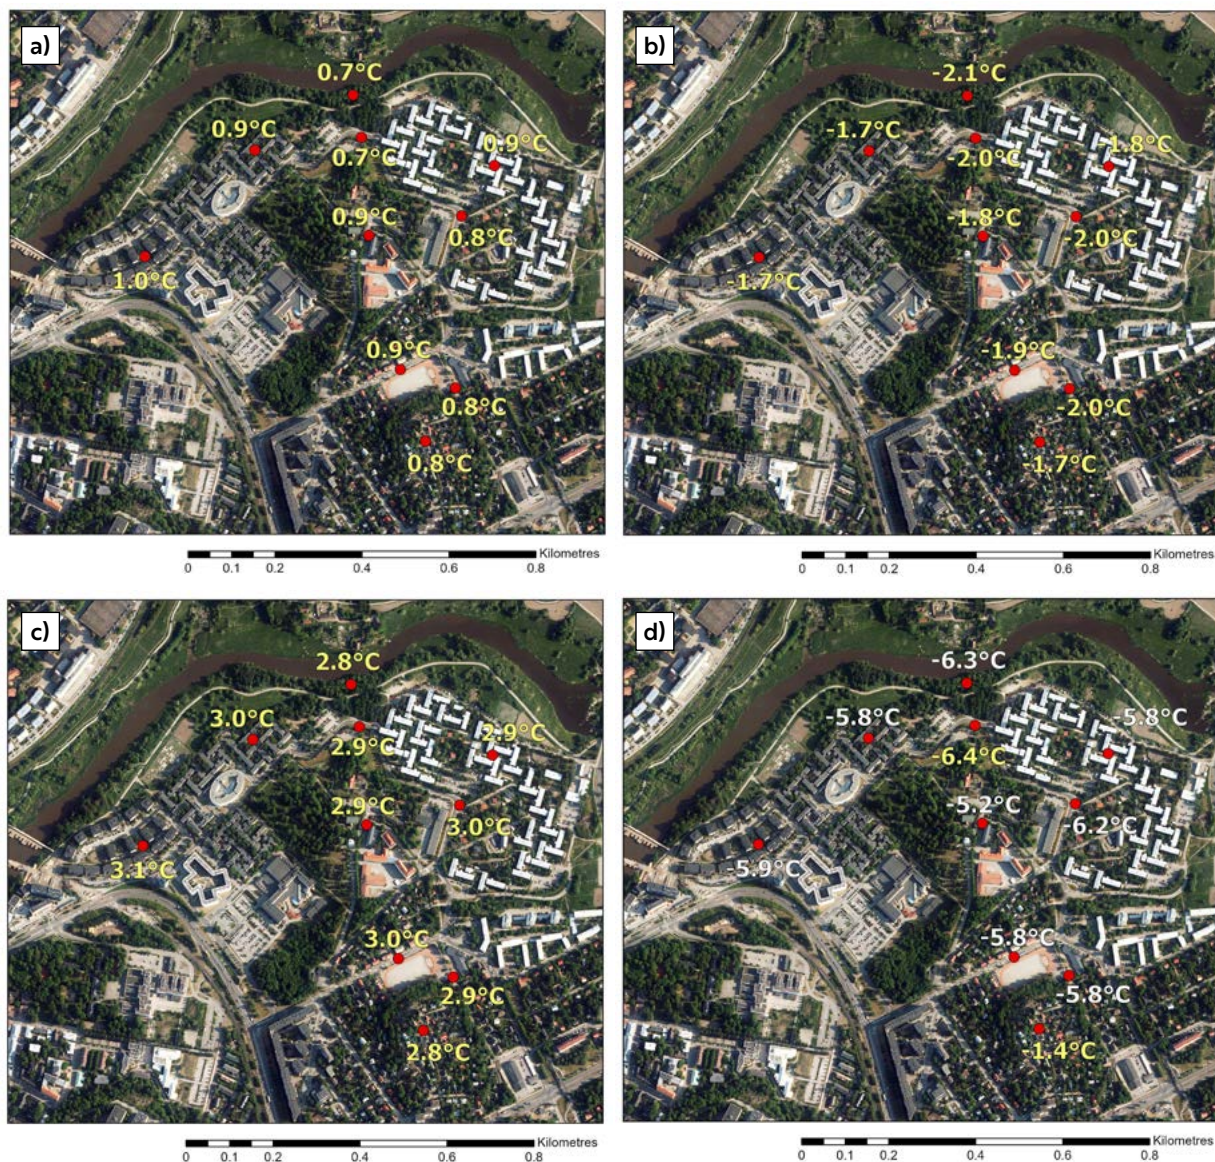 a)
0.7°C
0.9°C
0.7°C
0.9°C
0.9°C
0.8°C
1.0°C
0.9°C
0.8°C
0.8°C
Kilometres
0 0.1 0.2 0.4 0.6 0.8
b)
-2.1°C
-1.7°C
-2.0°C
-1.8°C
-1.8°C
-2.0°C
-1.7°C
-1.9°C
-2.0°C
-1.7°C
Kilometres
0 0.1 0.2 0.4 0.6 0.8
c)
2.8°C
3.0°C
2.9°C
2.9°C
2.9°C
3.0°C
3.1°C
3.0°C
2.9°C
2.8°C
Kilometres
0 0.1 0.2 0.4 0.6 0.8
d)
-6.3°C
-5.8°C
-6.4°C
-5.8°C
-5.2°C
-6.2°C
-5.9°C
-5.8°C
-5.8°C
-1.4°C
Kilometres
0 0.1 0.2 0.4 0.6 0.8